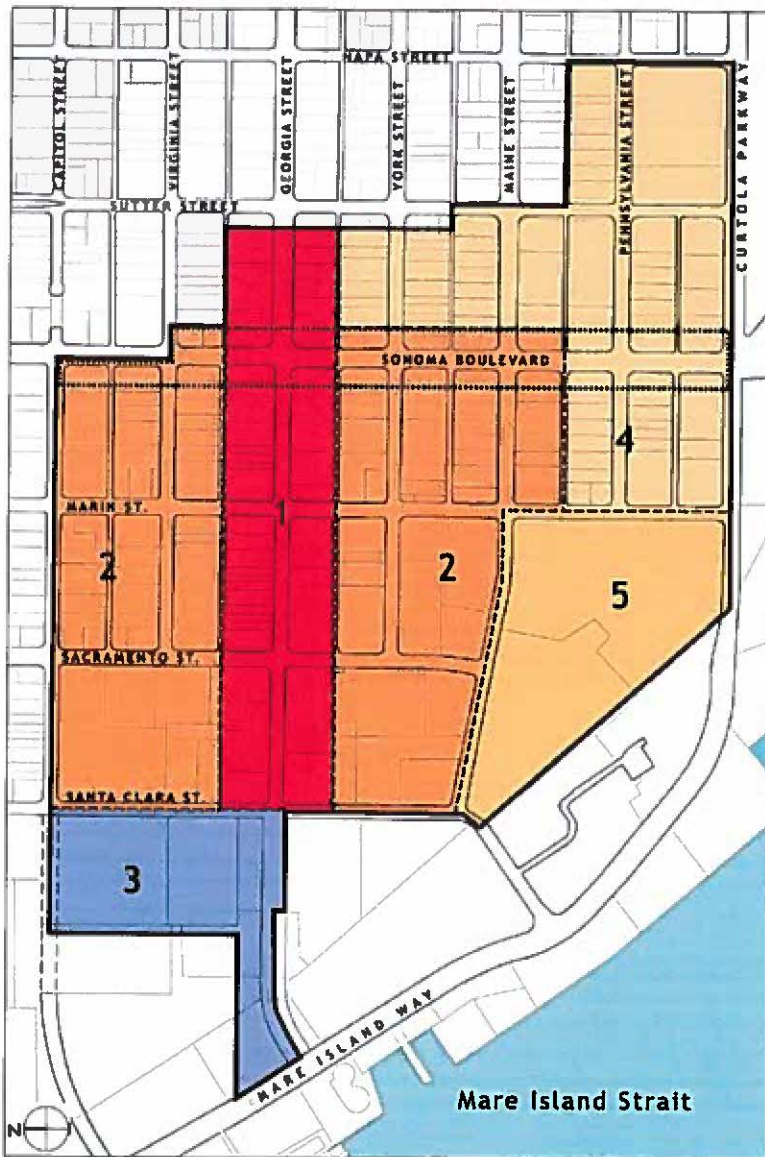 NAPA STREET
CAPITOL STREET
VIRGINIA STREET
GEORGIA STREET
YORK STREET
MAINE STREET
PENNSYLVANIA STREET
CURTOLA PARKWAY
SUTTER STREET
SONOMA BOULEVARD
4
MARIN ST.
1
2
2
5
SACRAMENTO ST.
SANTA CLARA ST.
3
MARE ISLAND WAY
Mare Island Strait
N